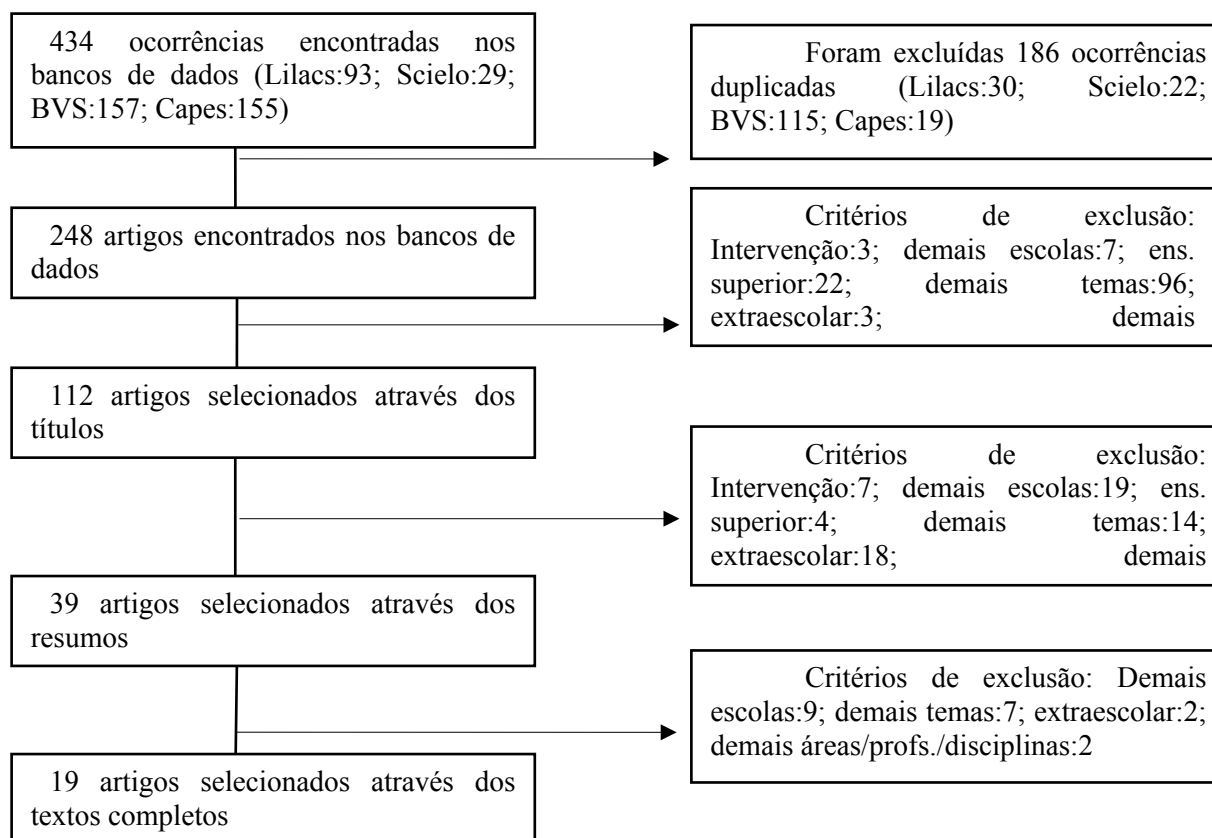 434 ocorrências encontradas nos
bancos de dados (Lilacs:93; Scielo:29;
BVS:157; Capes:155)
Foram excluídas 186 ocorrências
duplicadas (Lilacs:30; Scielo:22;
BVS:115; Capes:19)
248 artigos encontrados nos bancos de
dados
Critérios de exclusão:
Intervenção:3; demais escolas:7; ens.
superior:22; demais temas:96;
extraescolar:3; demais
112 artigos selecionados através dos
títulos
Critérios de exclusão:
Intervenção:7; demais escolas:19; ens.
superior:4; demais temas:14;
extraescolar:18; demais
39 artigos selecionados através dos
resumos
Critérios de exclusão: Demais
escolas:9; demais temas:7; extraescolar:2;
demais áreas/profs./disciplinas:2
19 artigos selecionados através dos
textos completos